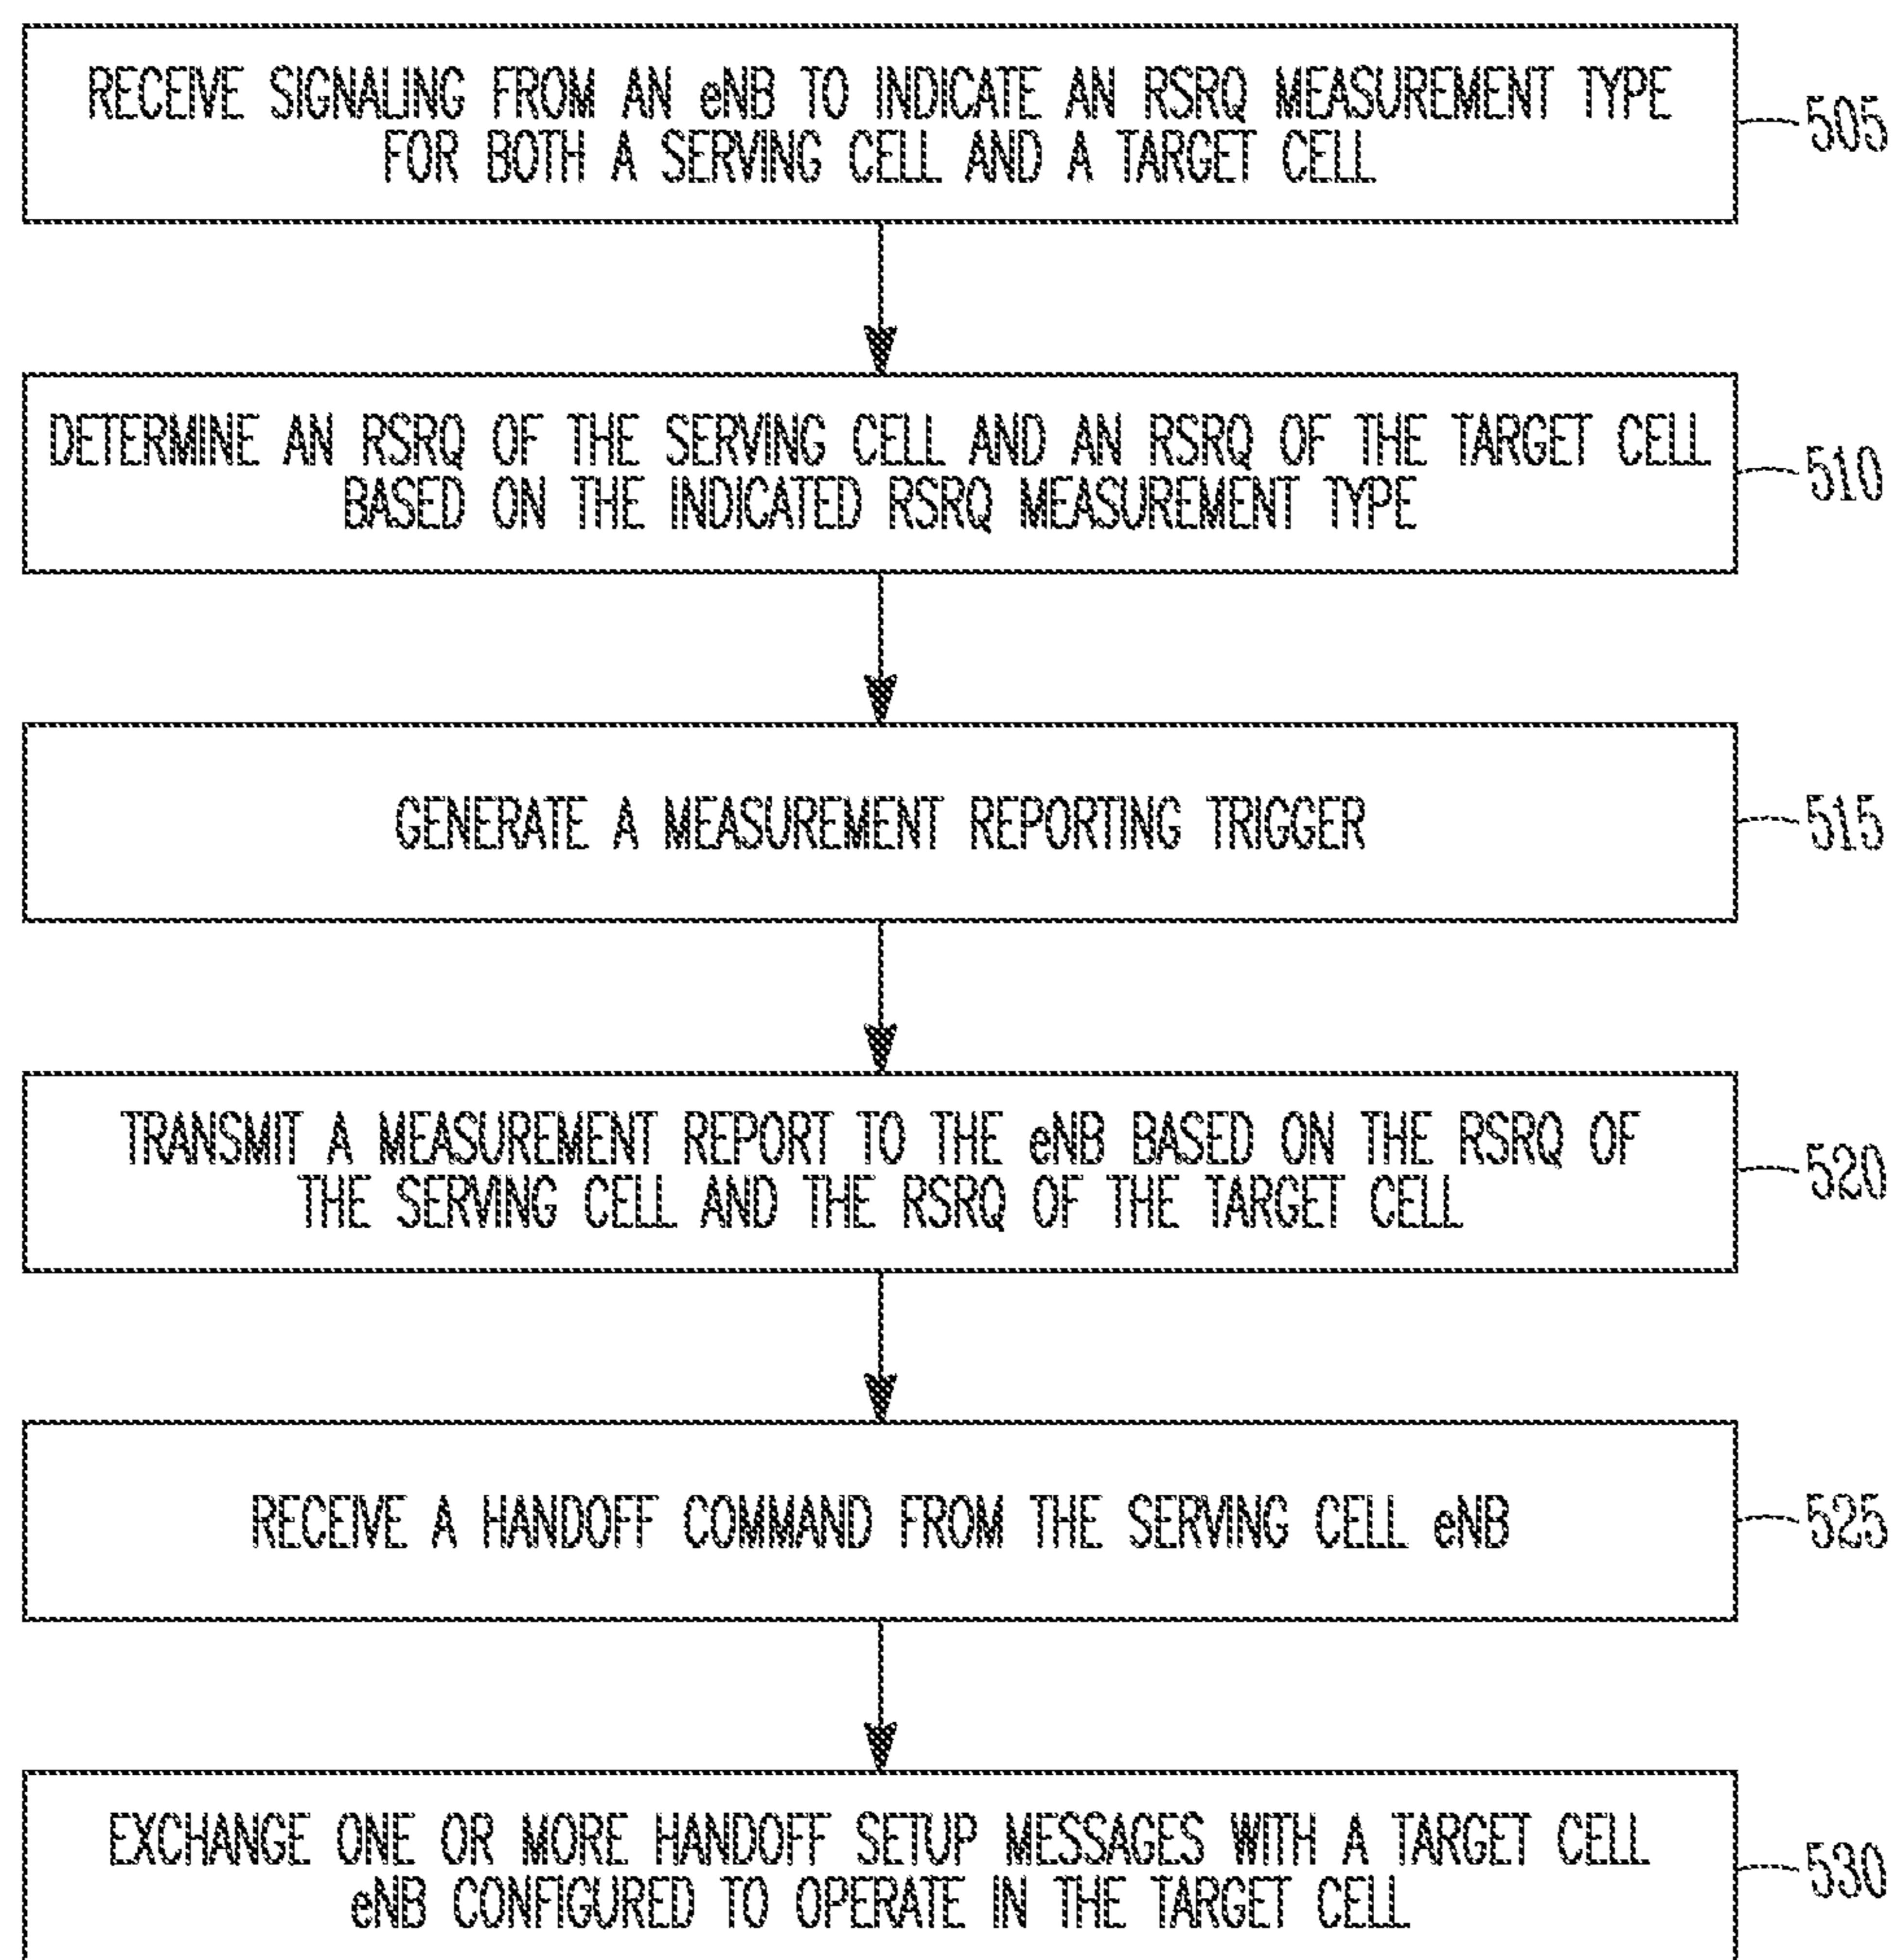 RECEIVE SIGNALING FROM AN eNB TO INDICATE AN RSRQ MEASUREMENT TYPE
FOR BOTH A SERVING CELL AND A TARGET CELL
505
DETERMINE AN RSRQ OF THE SERVING CELL AND AN RSRQ OF THE TARGET CELL
BASED ON THE INDICATED RSRQ MEASUREMENT TYPE
510
GENERATE A MEASUREMENT REPORTING TRIGGER
515
TRANSMIT A MEASUREMENT REPORT TO THE eNB BASED ON THE RSRQ OF
THE SERVING CELL AND THE RSRQ OF THE TARGET CELL
520
RECEIVE A HANDOFF COMMAND FROM THE SERVING CELL eNB
525
EXCHANGE ONE OR MORE HANDOFF SETUP MESSAGES WITH A TARGET CELL
eNB CONFIGURED TO OPERATE IN THE TARGET CELL
530